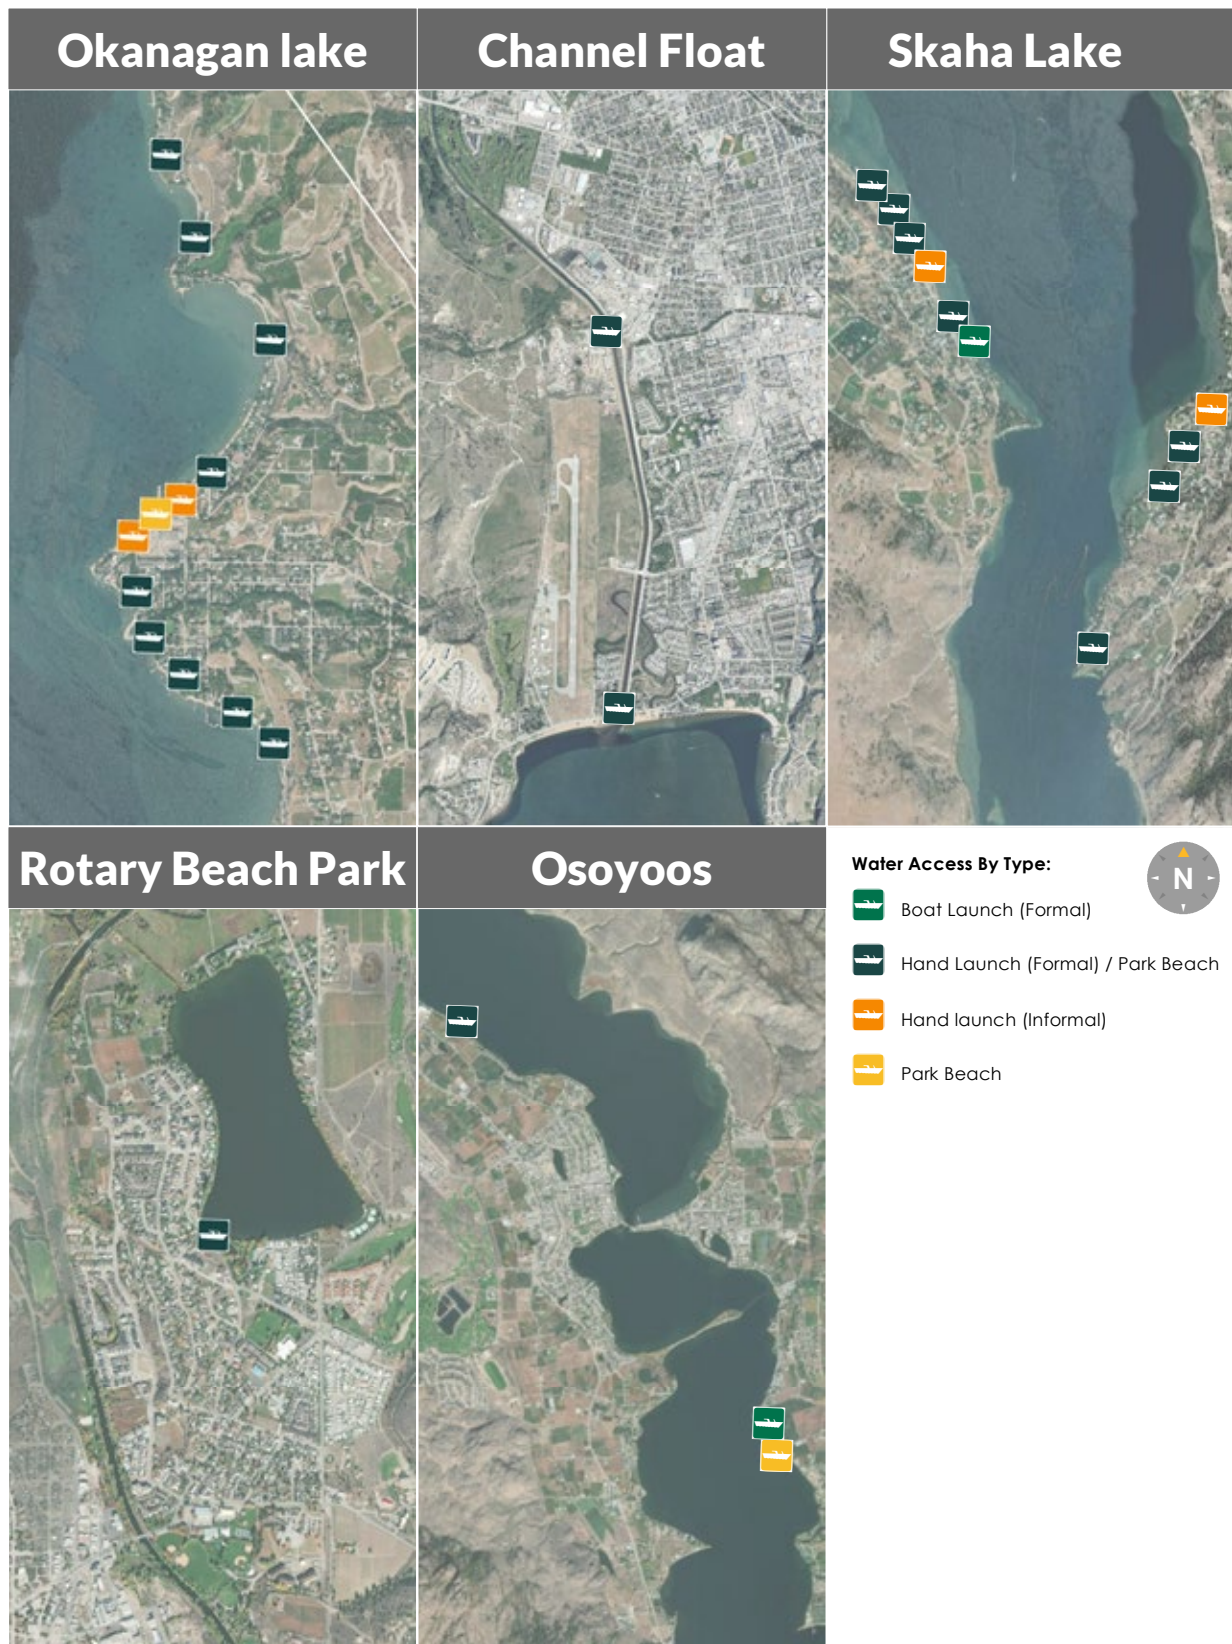 Okanagan lake
Channel Float
Skaha Lake
Rotary Beach Park
Osoyoos
Water Access By Type:
N
Boat Launch (Formal)
Hand Launch (Formal) / Park Beach
Hand launch (Informal)
Park Beach